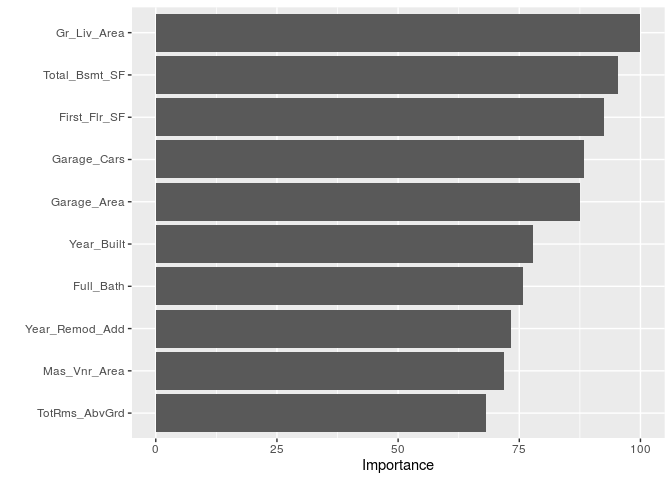 Gr_Liv_Area
Total_Bsmt_SF
First_Flr_SF
Garage_Cars
Garage_Area
Year_Built
Full_Bath
Year_Remod_Add
Mas_Vnr_Area
TotRms_AbvGrd
0 25 50 75 100
Importance